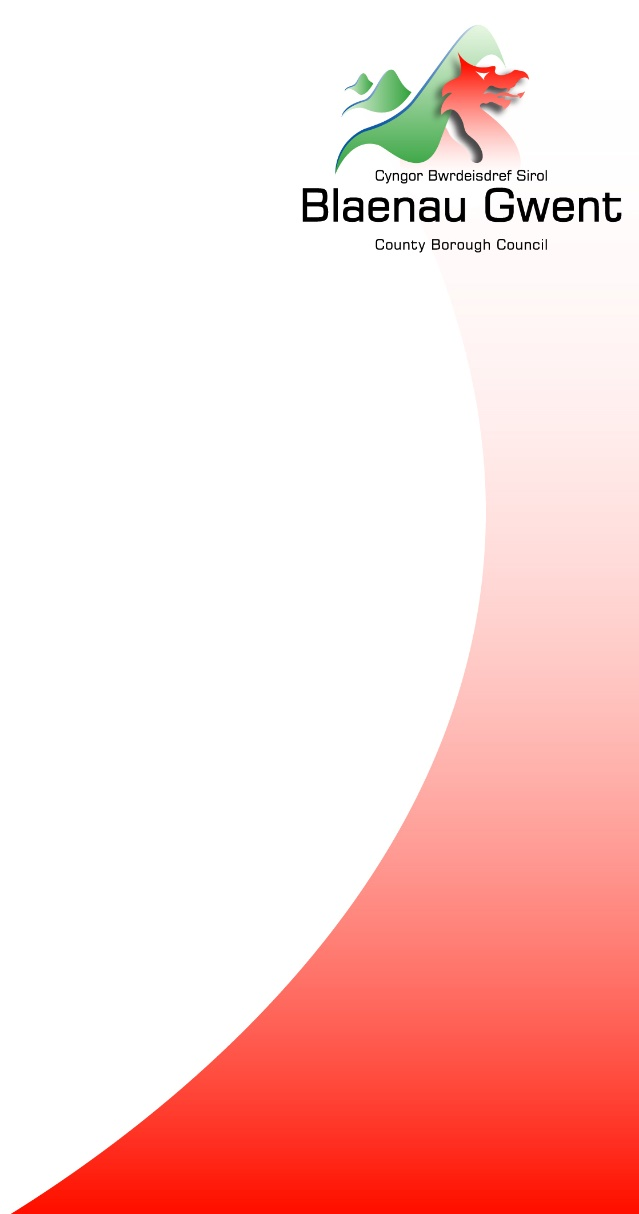 Cyngor Bwrdeisdref Sirol
Blaenau Gwent
County Borough Council